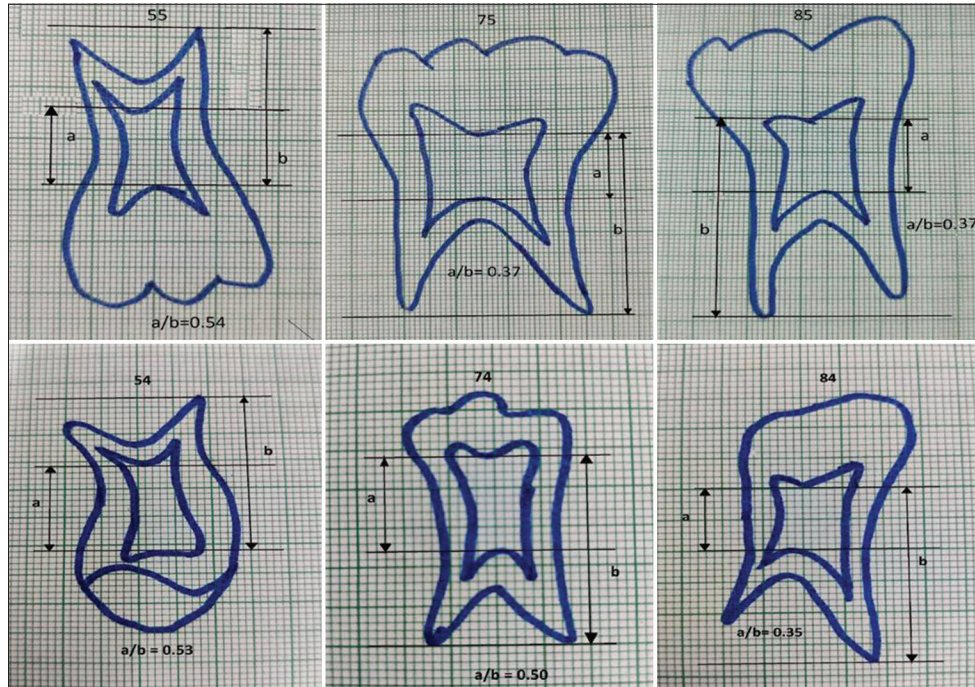 55
a
b
a/b=0.54
75
a
b
a/b= 0.37
85
a
b
a/b=0.37
54
a
b
a/b = 0.53
74
a
b
a/b = 0.50
84
a
b
a/b= 0.35